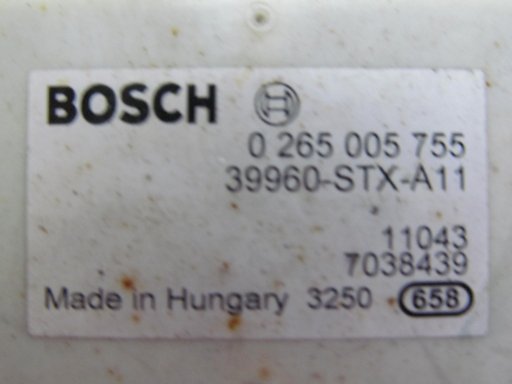 BOSCH
0 265 005 755
39960-STX-A11
11043
7038439
Made in Hungary 3250 658